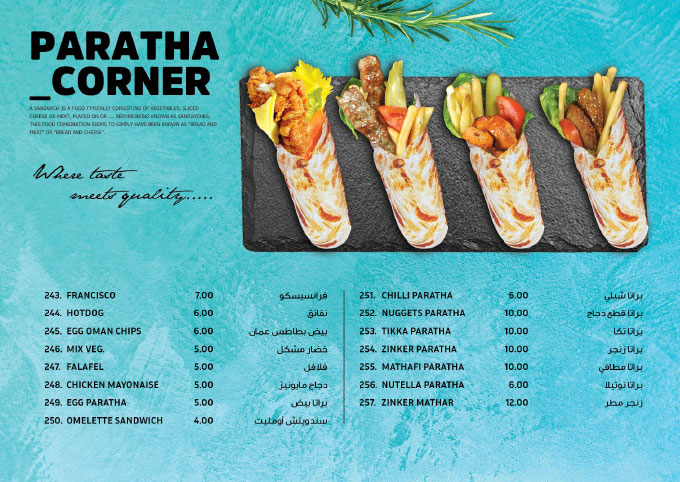 PARATHA
_CORNER
A SANDWICH IS A FOOD TYPICALLY CONSISTING OF VEGETABLES, SLICED
CHEESE OR MEAT, PLACED ON OR .... BEFORE BEING KNOWN AS SANDWICHES,
THIS FOOD COMBINATION SEEMS TO SIMPLY HAVE BEEN KNOWN AS "BREAD AND
MEAT" OR "BREAD AND CHEESE".
Where taste
meets quality.....
243. FRANCISCO 7.00 فرانسيسكو
244. HOTDOG 6.00 نقانق
245. EGG OMAN CHIPS 6.00 بيض بطاطس عمان
246. MIX VEG. 5.00 خضار مشكل
247. FALAFEL 5.00 فلافل
248. CHICKEN MAYONAISE 5.00 دجاج مايونيز
249. EGG PARATHA 5.00 براتا بيض
250. OMELETTE SANDWICH 4.00 سندويتش أومليت
251. CHILLI PARATHA 6.00 براتا شيلي
252. NUGGETS PARATHA 10.00 براتا قطع دجاج
253. TIKKA PARATHA 10.00 براتا تكا
254. ZINKER PARATHA 10.00 براتا زنجر
255. MATHAFI PARATHA 10.00 براتا مطافي
256. NUTELLA PARATHA 6.00 براتا نوتيلا
257. ZINKER MATHAR 12.00 زنجر مطر